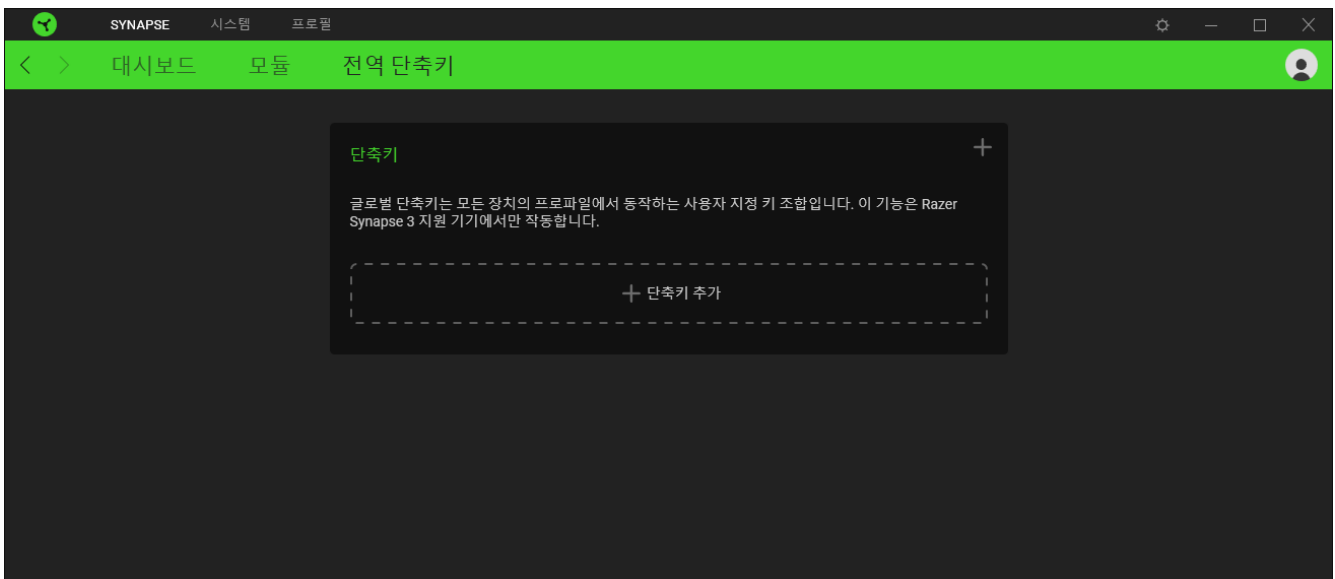 SYNAPSE 시스템 프로필
대시보드 모듈 전역 단축키
단축키
글로벌 단축키는 모든 장치의 프로파일에서 동작하는 사용자 지정 키 조합입니다. 이 기능은 Razer
Synapse 3 지원 기기에서만 작동합니다.
단축키 추가